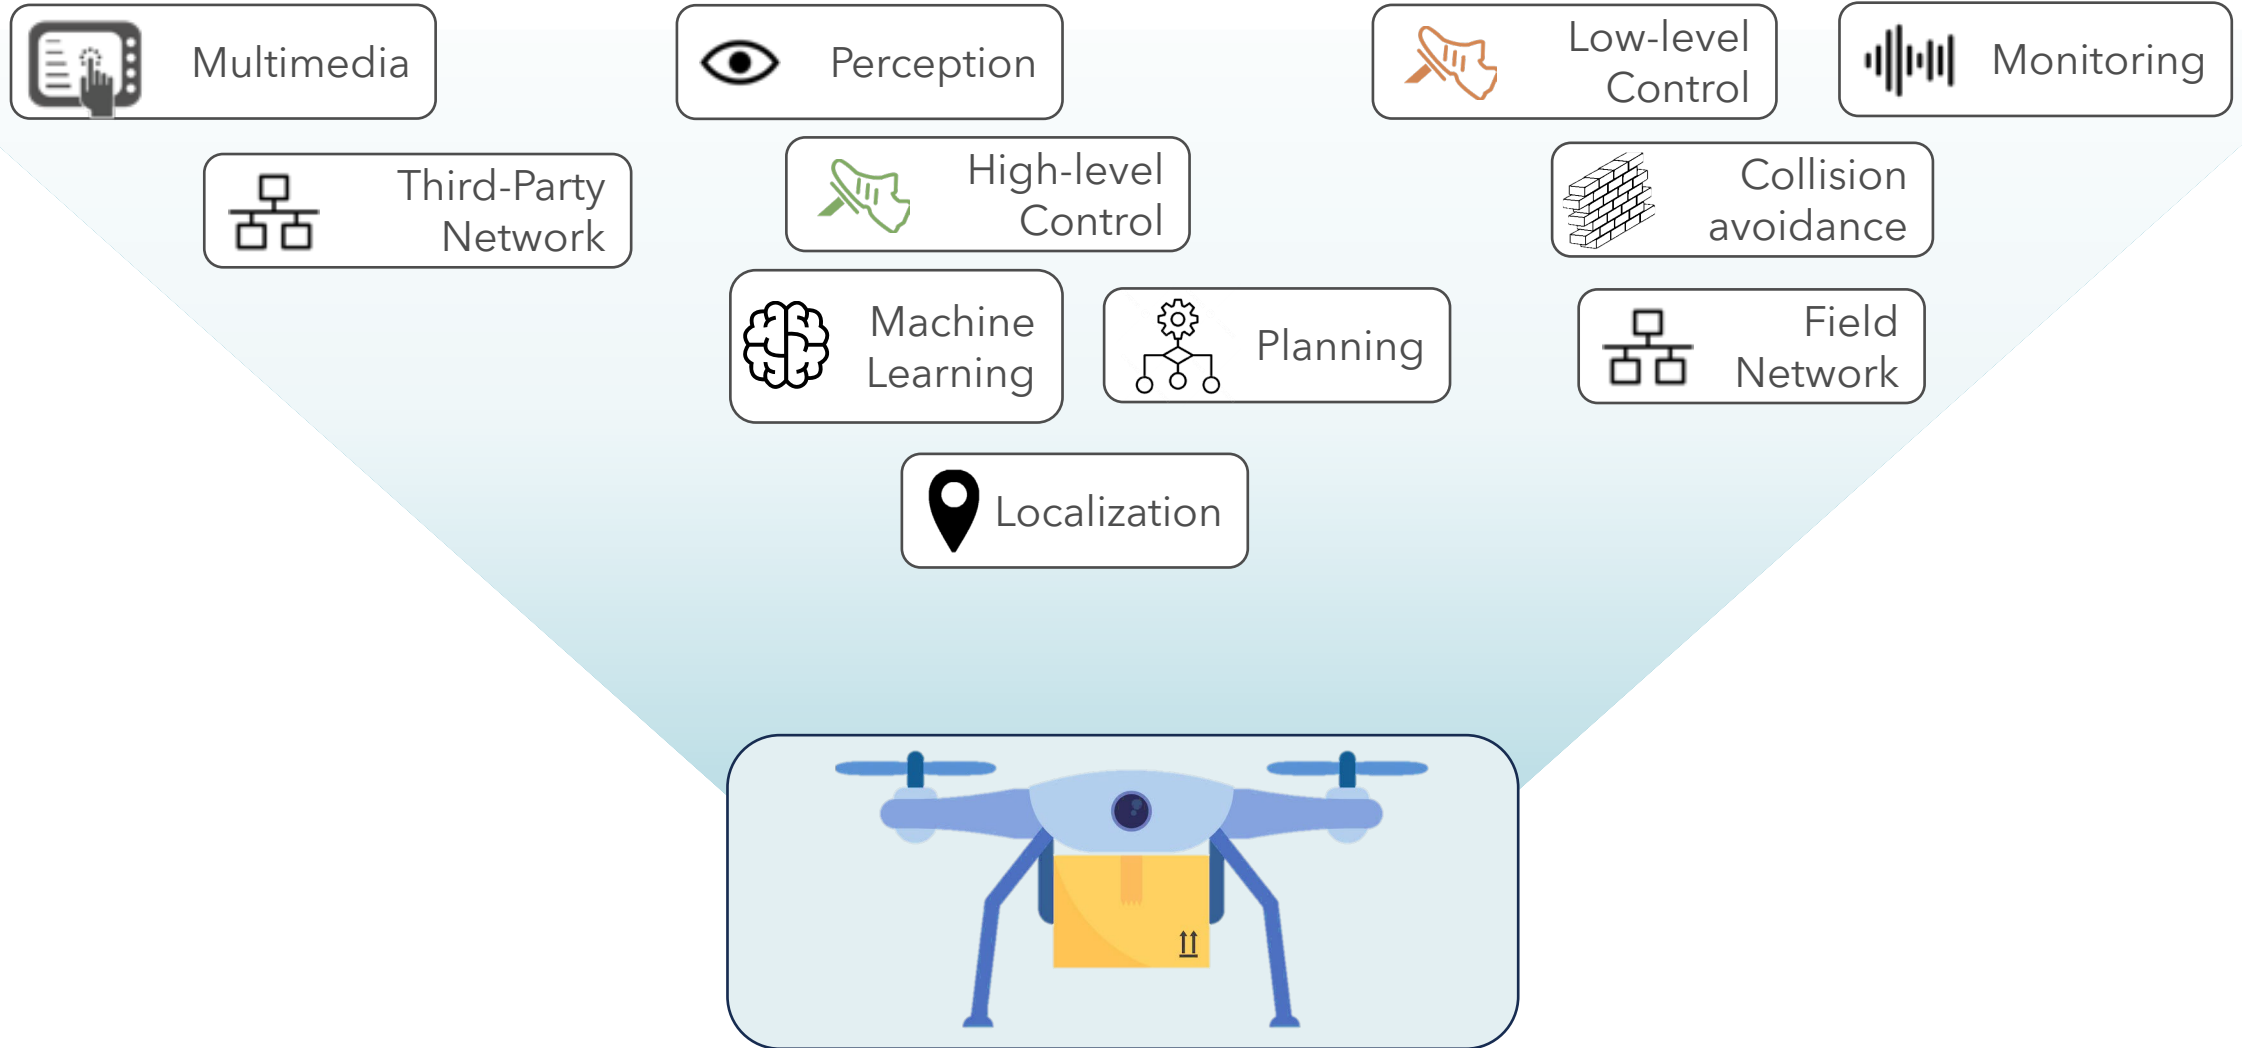 Multimedia
Perception
Low-level
Control
Monitoring
Third-Party
Network
High-level
Control
Collision
avoidance
Machine
Learning
Planning
Field
Network
Localization